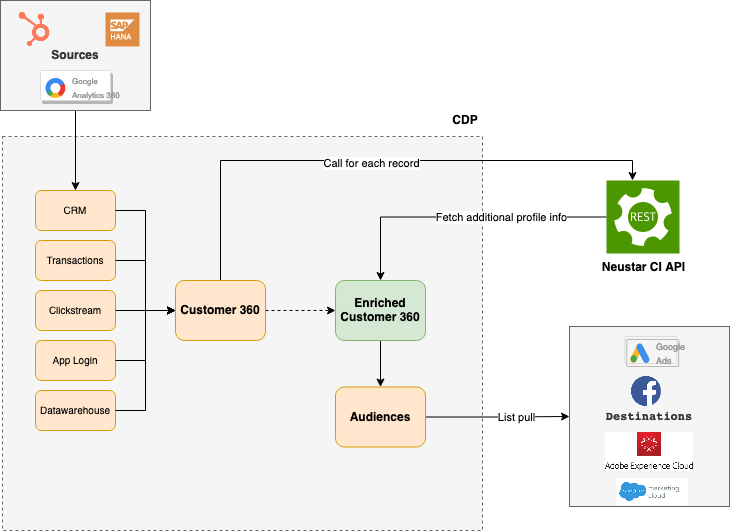 SAP
HANA
Sources
Google
Analytics 360
CDP
Call for each record
CRM
REST
Fetch additional profile info
Transactions
Neustar CI API
Clickstream
Customer 360
Enriched
Customer 360
App Login
Google
Ads
Datawarehouse
Audiences
List pull
Destinations
Adobe Experience Cloud
marketing
cloud